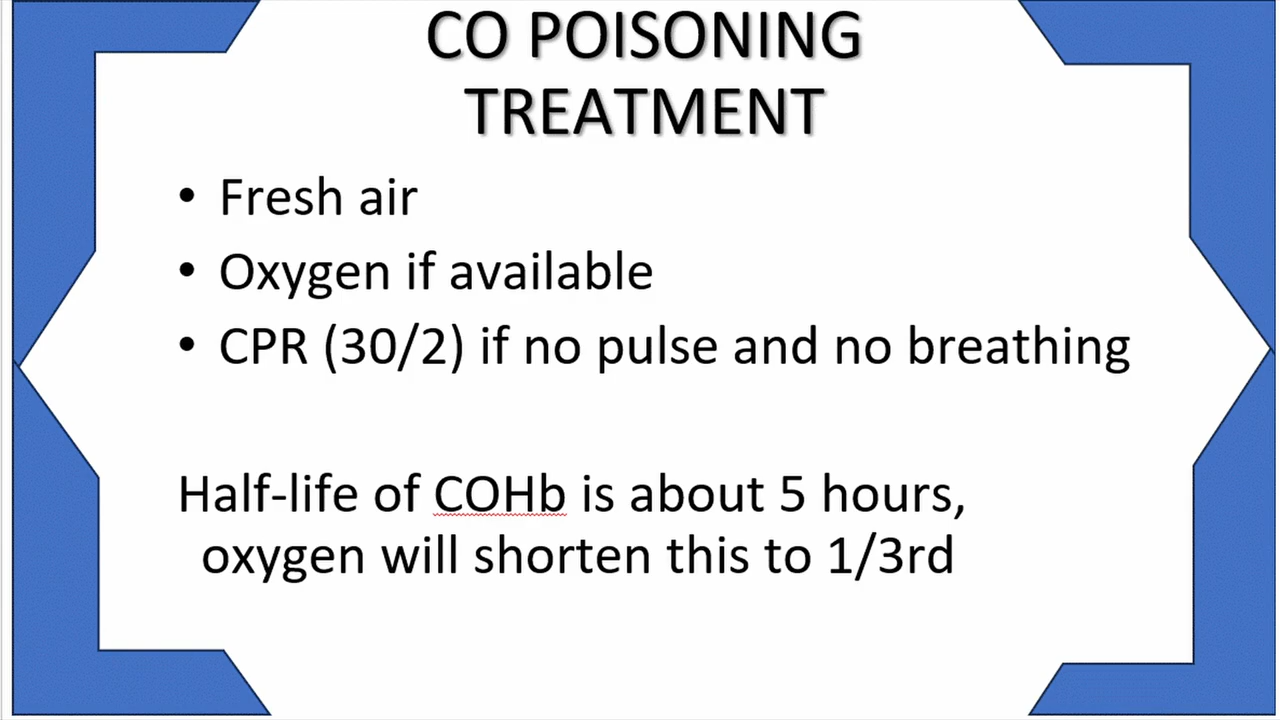 CO POISONING
TREATMENT
• Fresh air
• Oxygen if available
• CPR (30/2) if no pulse and no breathing
Half-life of COHb is about 5 hours,
oxygen will shorten this to 1/3rd